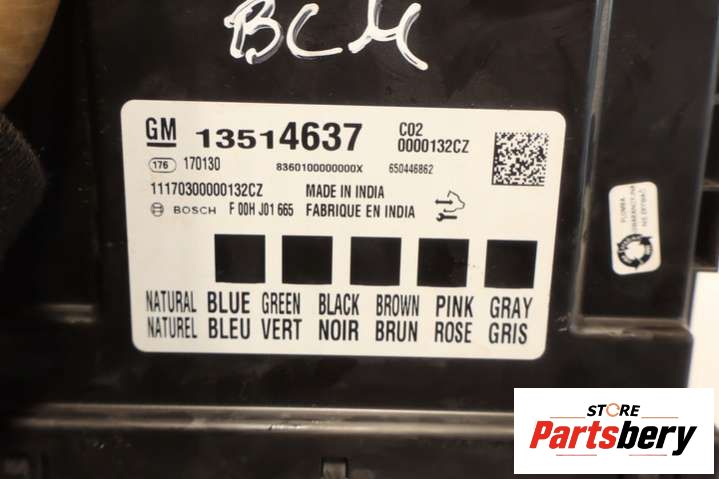 BCM
GM 13514637 C02
0000132CZ
176 170130 8360100000000X 650446862
11170300000132CZ MADE IN INDIA
BOSCH F 00H J01 665 FABRIQUE EN INDIA
NATURAL BLUE GREEN BLACK BROWN PINK GRAY
NATUREL BLEU VERT NOIR BRUN ROSE GRIS
PLOMBA
STORE
Partsbery